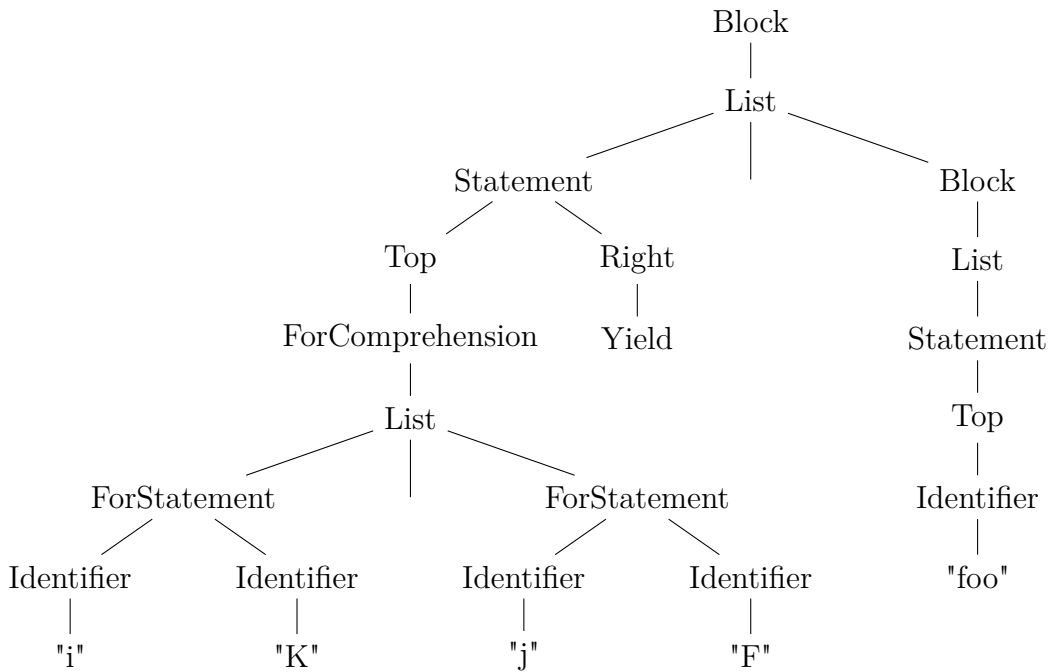 Block
List
Statement Block
Top Right List
ForComprehension Yield Statement
List Top
ForStatement ForStatement Identifier
Identifier Identifier Identifier Identifier "foo"
"i" "K" "j" "F"